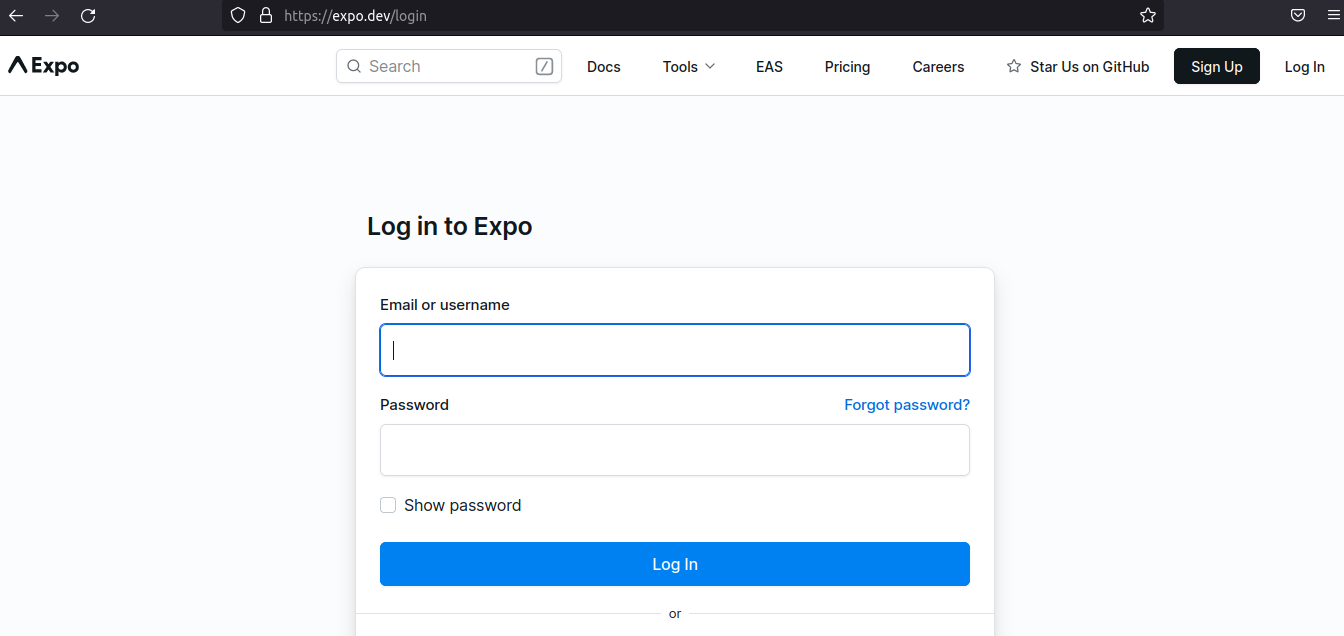 https://expo.dev/login
Expo Search / Docs Tools EAS Pricing Careers Star Us on GitHub Sign Up Log In
Log in to Expo
Email or username
Password Forgot password?
Show password
Log In
or